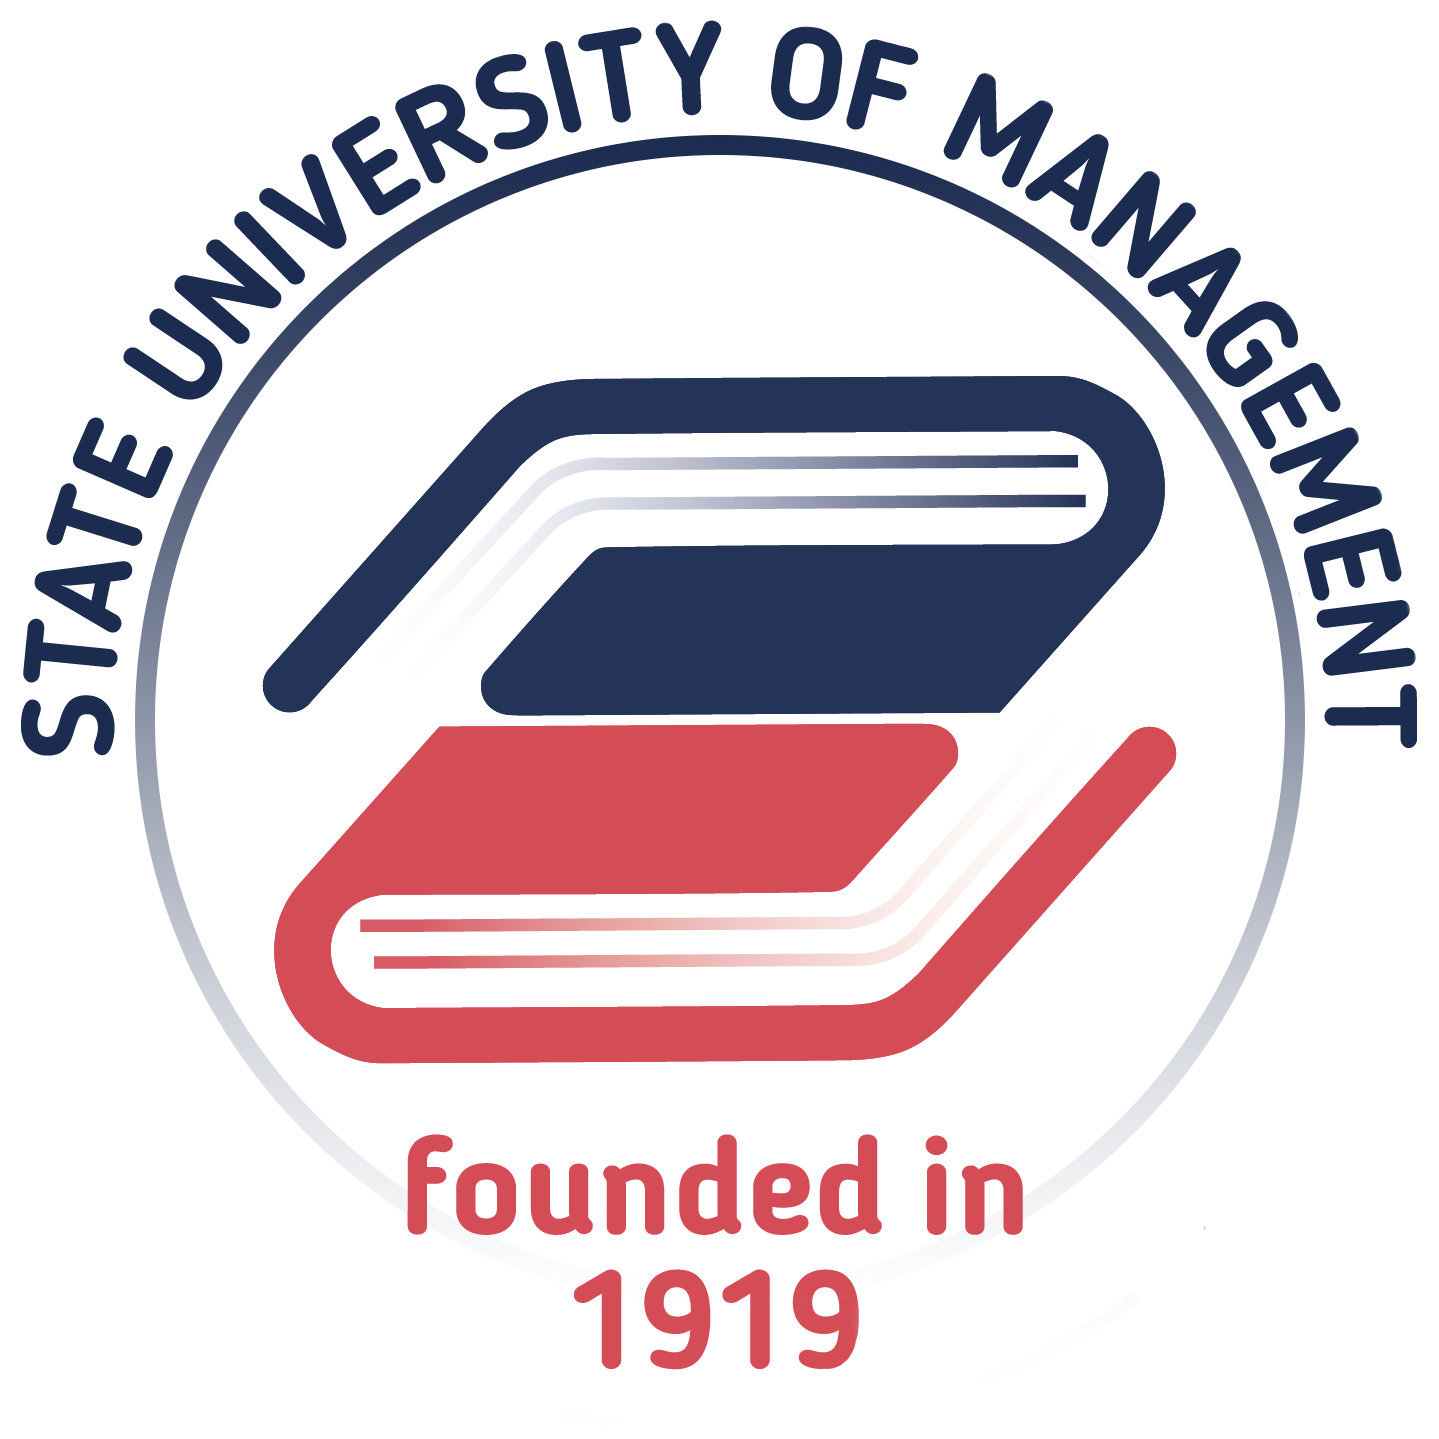 STATE UNIVERSITY OF MANAGEMENT
founded in
1919